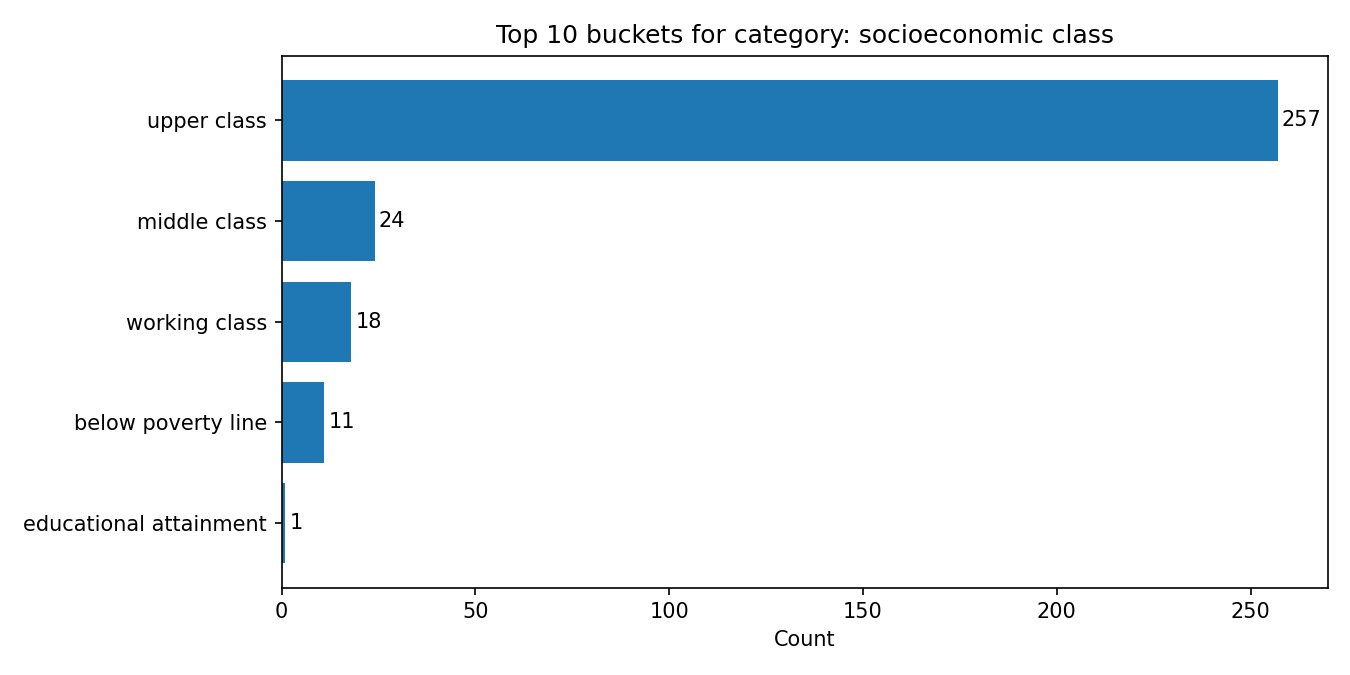 Top 10 buckets for category: socioeconomic class
upper class 257
middle class 24
working class 18
below poverty line 11
educational attainment 1
0 50 100 150 200 250
Count